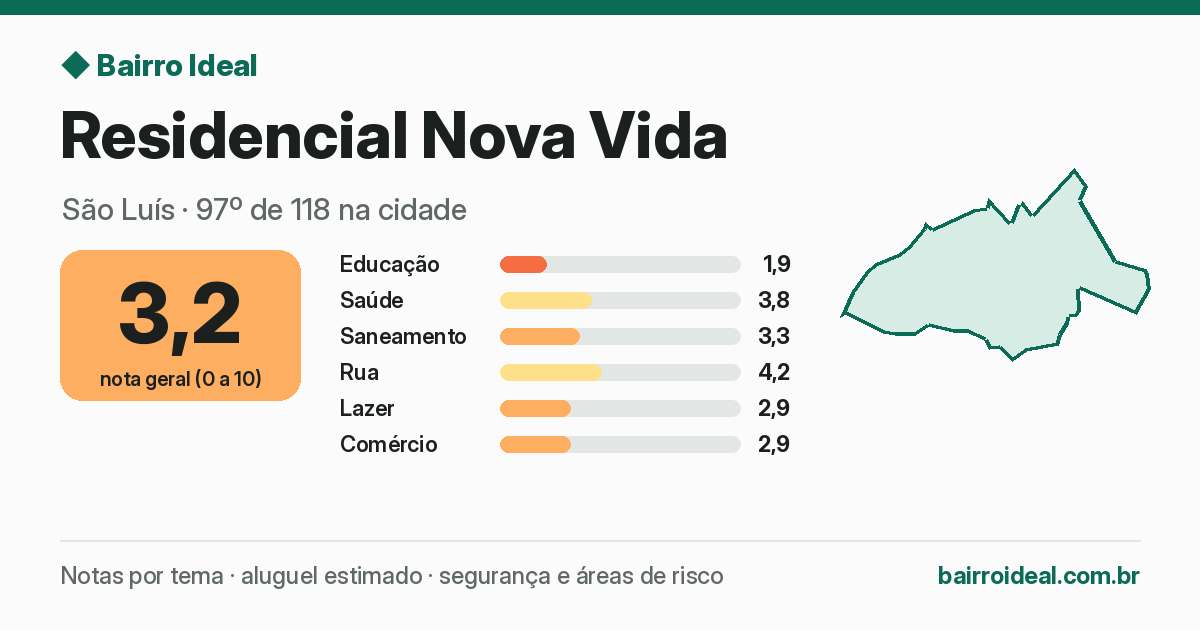 Bairro Ideal
Residencial Nova Vida
São Luís · 97º de 118 na cidade
3,2
nota geral (0 a 10)
Educação 1,9
Saúde 3,8
Saneamento 3,3
Rua 4,2
Lazer 2,9
Comércio 2,9
Notas por tema · aluguel estimado · segurança e áreas de risco
bairroideal.com.br